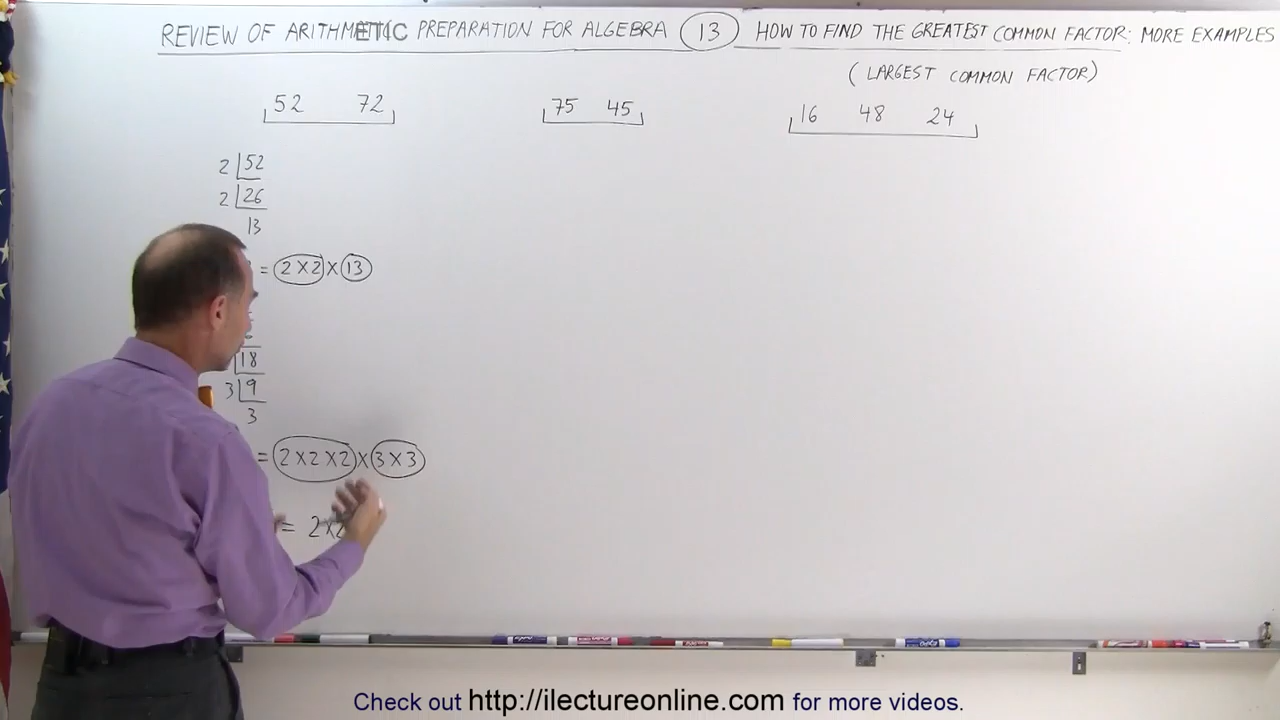 REVIEW OF ARITHMETIC PREPARATION FOR ALGEBRA 13 HOW TO FIND THE GREATEST COMMON FACTOR: MORE EXAMPLES
(LARGEST COMMON FACTOR)
52 72
75 45
16 48 24
2 52
2 26
13
= 2×2 × 13
18
3 9
3
= 2×2×2 × 3×3
= 2×2
Check out http://ilectureonline.com for more videos.